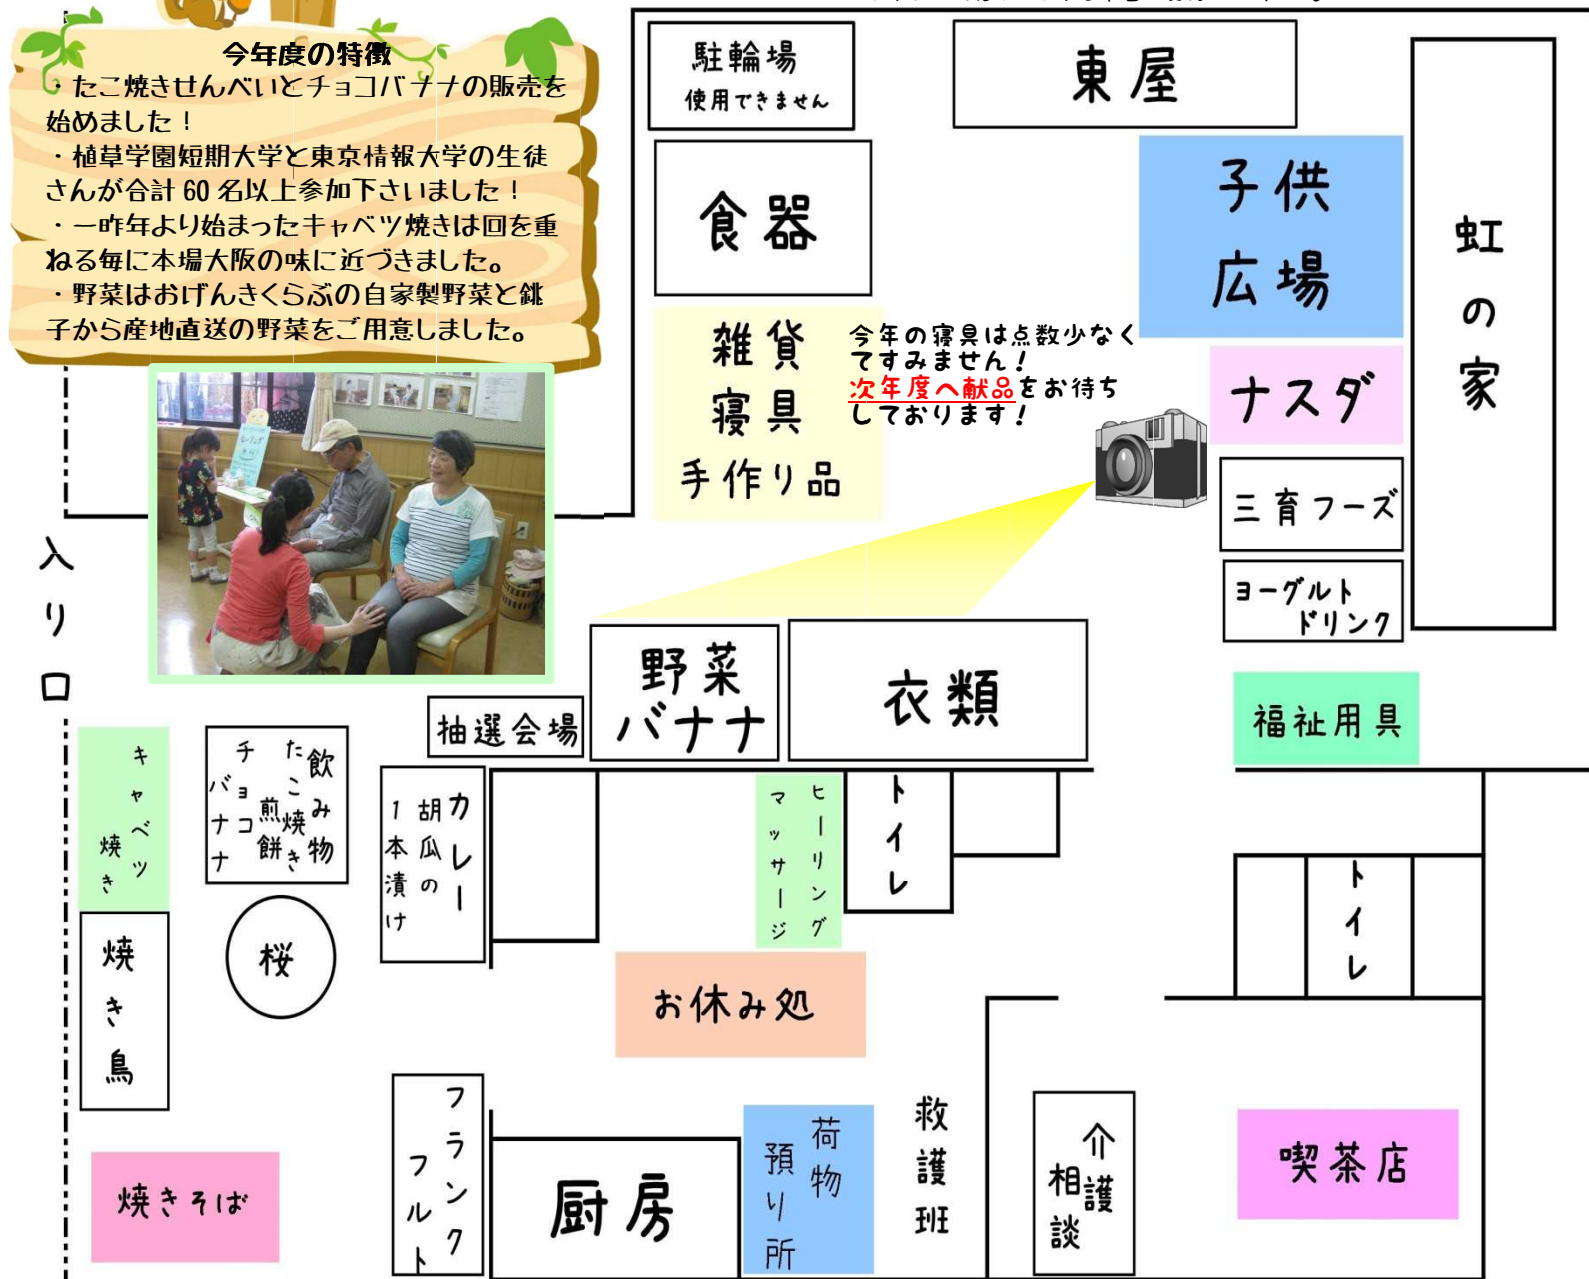 今年度の特徴
・たこ焼きせんべいとチョコバナナの販売を
始めました！
・植草学園短期大学と東京情報大学の生徒
さんが合計60名以上参加下さいました！
・一昨年より始まったキャベツ焼きは回を重
ねる毎に本場大阪の味に近づきました。
・野菜はおげんきくらぶの自家製野菜と銚
子から産地直送の野菜をご用意しました。
駐輪場
使用できません
東屋
食器
子供
広場
虹の家
雑貨
寝具
手作り品
今年の寝具は点数少なく
てすみません！
次年度へ献品をお待ち
しております！
ナスダ
三育フーズ
ヨーグルト
ドリンク
入り口
野菜
バナナ
衣類
抽選会場
福祉用具
キャベツ
焼き
飲み物
たこ焼き
煎餅
チョコ
バナナ
カレー
胡瓜の
1本漬け
ヒーリング
マッサージ
トイレ
トイレ
焼き鳥
桜
お休み処
フランク
フルト
厨房
荷物
預り所
救護班
介護
相談
喫茶店
焼きそば